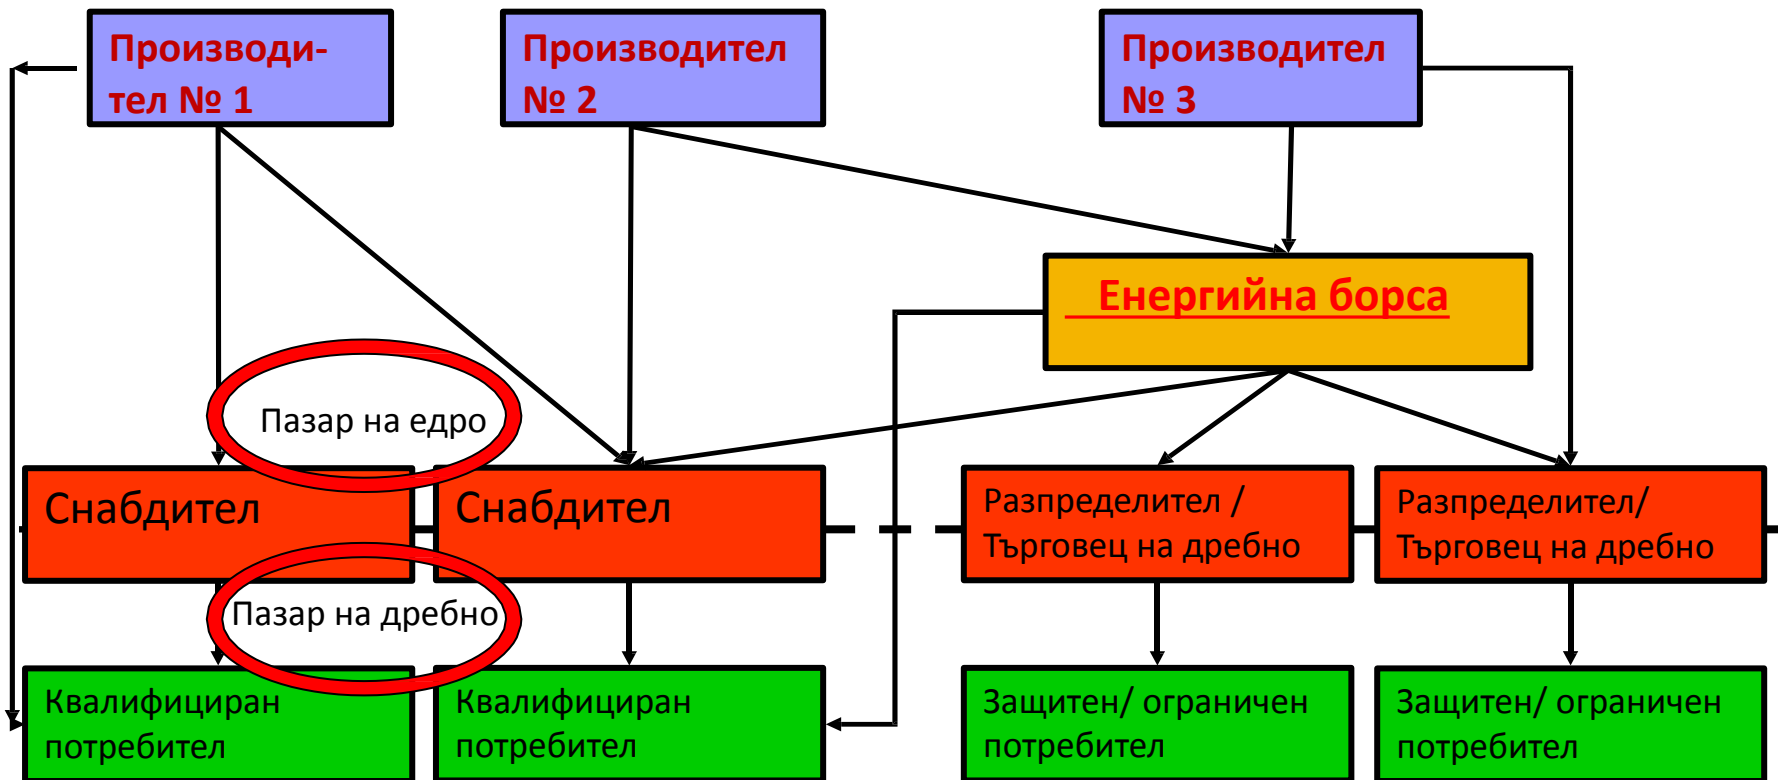 Производи-
тел № 1
Производител
№ 2
Производител
№ 3
Енергийна борса
Пазар на едро
Снабдител
Снабдител
Разпределител /
Търговец на дребно
Разпределител/
Търговец на дребно
Пазар на дребно
Квалифициран
потребител
Квалифициран
потребител
Защитен/ ограничен
потребител
Защитен/ ограничен
потребител